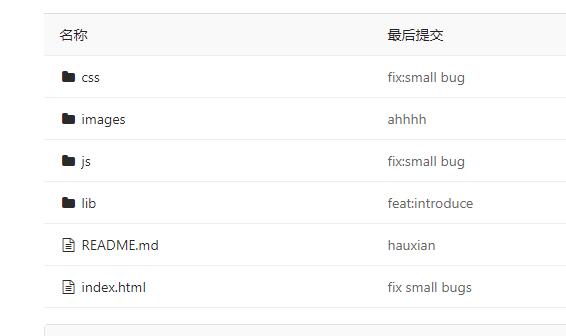 名称 最后提交
css fix:small bug
images ahhhh
js fix:small bug
lib feat:introduce
README.md hauxian
index.html fix small bugs